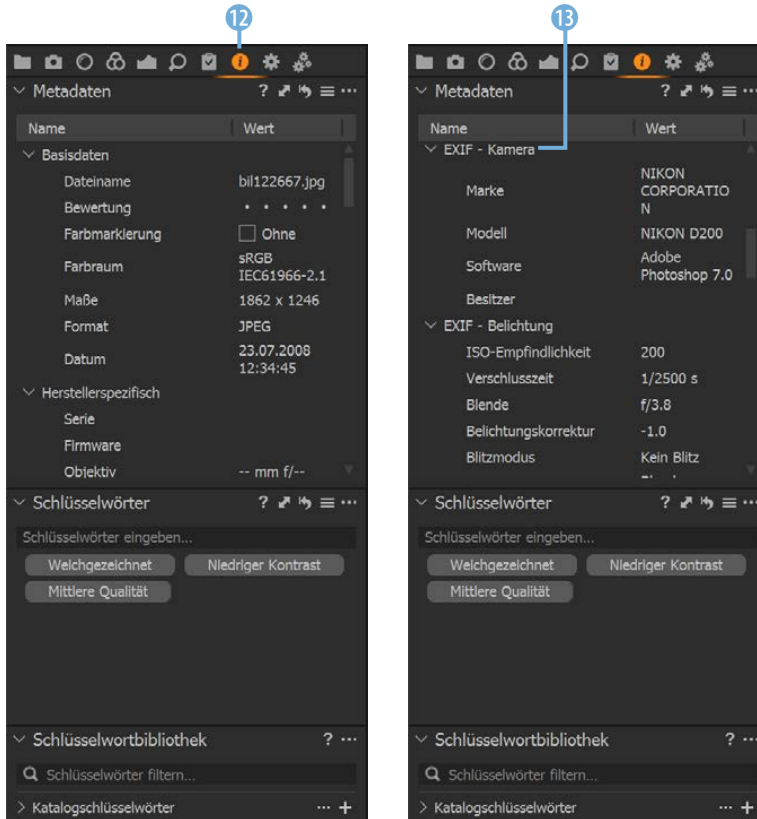 12
Metadaten
Name Wert
Basisdaten
Dateiname bil122667.jpg
Bewertung
Farbmarkierung Ohne
Farbraum sRGB
IEC61966-2.1
Maße 1862 x 1246
Format JPEG
Datum 23.07.2008
12:34:45
Herstellerspezifisch
Serie
Firmware
Objektiv -- mm f/--
Schlüsselwörter
Schlüsselwörter eingeben...
Weichgezeichnet Niedriger Kontrast
Mittlere Qualität
Schlüsselwortbibliothek
Schlüsselwörter filtern...
Katalogschlüsselwörter
13
Metadaten
Name Wert
EXIF - Kamera
Marke NIKON
CORPORATIO
N
Modell NIKON D200
Software Adobe
Photoshop 7.0
Besitzer
EXIF - Belichtung
ISO-Empfindlichkeit 200
Verschlusszeit 1/2500 s
Blende f/3.8
Belichtungskorrektur -1.0
Blitzmodus Kein Blitz
Schlüsselwörter
Schlüsselwörter eingeben...
Weichgezeichnet Niedriger Kontrast
Mittlere Qualität
Schlüsselwortbibliothek
Schlüsselwörter filtern...
Katalogschlüsselwörter